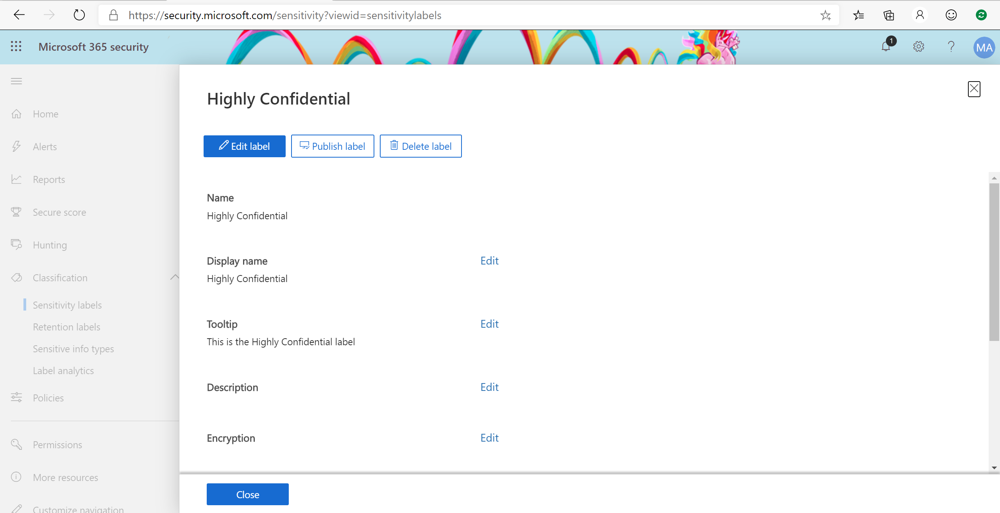 https://security.microsoft.com/sensitivity?viewid=sensitivitylabels
Microsoft 365 security
1
MA
Home
Alerts
Reports
Secure score
Hunting
Classification
Sensitivity labels
Retention labels
Sensitive info types
Label analytics
Policies
Permissions
More resources
Customize navigation
Highly Confidential
Edit label
Publish label
Delete label
Name
Highly Confidential
Display name Edit
Highly Confidential
Tooltip Edit
This is the Highly Confidential label
Description Edit
Encryption Edit
Close